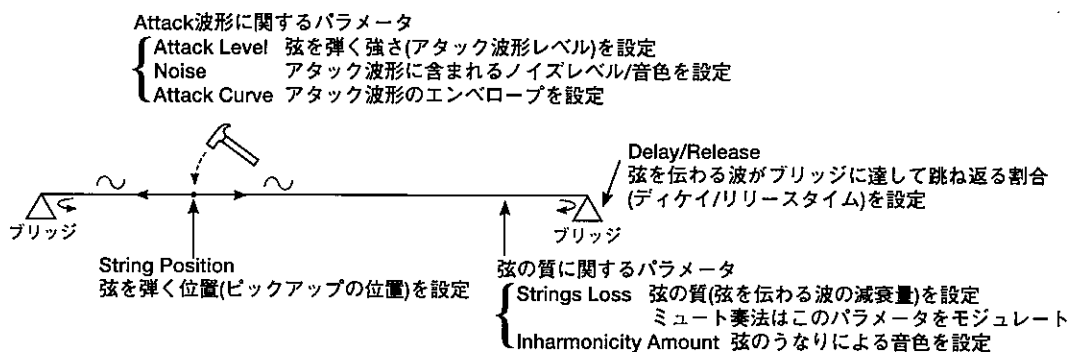 Attack波形に関するパラメータ
Attack Level 弦を弾く強さ(アタック波形レベル)を設定
Noise アタック波形に含まれるノイズレベル/音色を設定
Attack Curve アタック波形のエンベロープを設定
Delay/Release
弦を伝わる波がブリッジに達して跳ね返る割合
(ディケイ/リリースタイム)を設定
ブリッジ
ブリッジ
String Position
弦を弾く位置(ピックアップの位置)を設定
弦の質に関するパラメータ
Strings Loss 弦の質(弦を伝わる波の減衰量)を設定
ミュート奏法はこのパラメータをモジュレート
Inharmonicity Amount 弦のうなりによる音色を設定